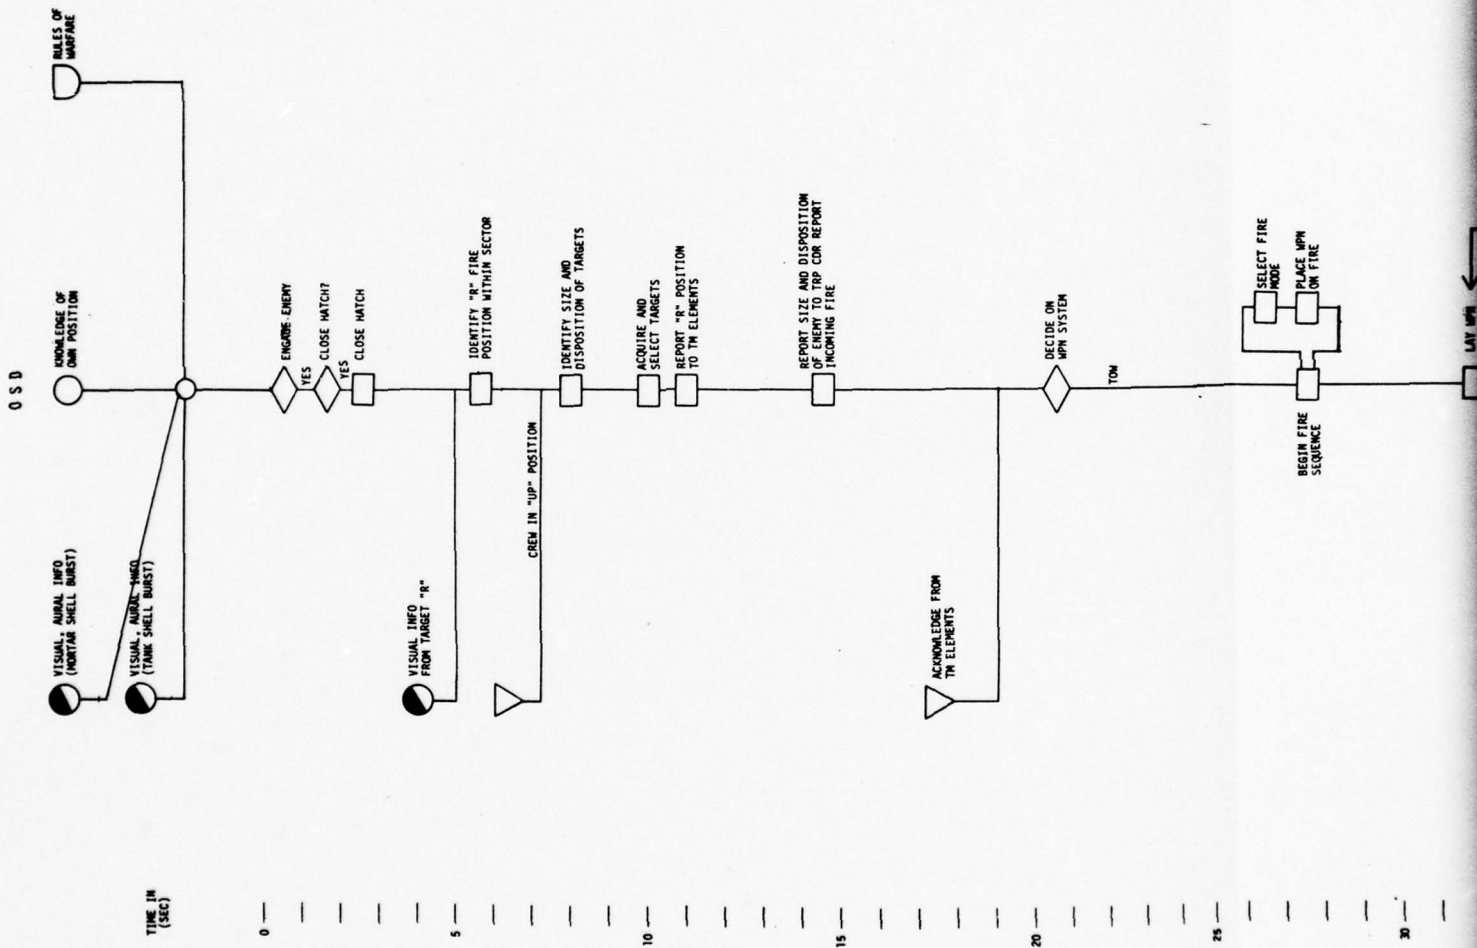 OSD
KNOWLEDGE OF
OWN POSITION
RULES OF
WARFARE
VISUAL, AURAL INFO
(MORTAR SHELL BURST)
VISUAL, AURAL INFO
(TANK SHELL BURST)
TIME IN
(SEC)
0
ENGAGE ENEMY
YES
CLOSE HATCH?
YES
CLOSE HATCH
VISUAL INFO
FROM TARGET "R"
5
IDENTIFY "R" FIRE
POSITION WITHIN SECTOR
CREW IN "UP" POSITION
IDENTIFY SIZE AND
DISPOSITION OF TARGETS
ACQUIRE AND
SELECT TARGETS
10
REPORT "R" POSITION
TO TM ELEMENTS
REPORT SIZE AND DISPOSITION
OF ENEMY TO TRP CDR REPORT
INCOMING FIRE
15
ACKNOWLEDGE FROM
TM ELEMENTS
20
DECIDE ON
WPN SYSTEM
TOW
25
SELECT FIRE
MODE
PLACE WPN
ON FIRE
BEGIN FIRE
SEQUENCE
30
LAY WPN